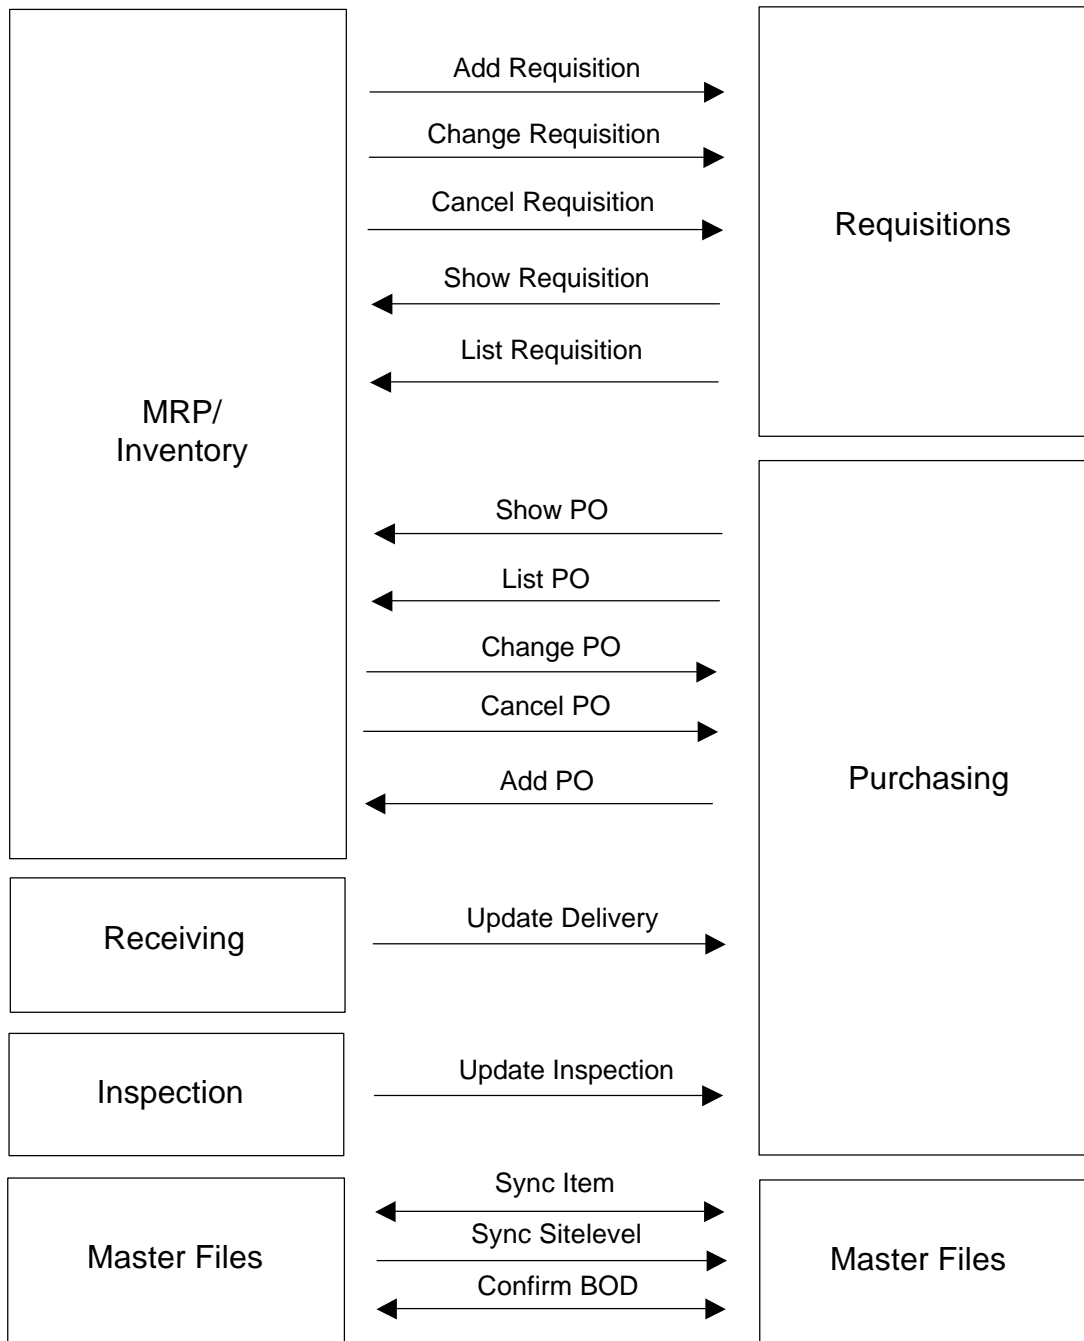 Add Requisition
Change Requisition
Cancel Requisition
Requisitions
Show Requisition
List Requisition
MRP/
Inventory
Show PO
List PO
Change PO
Cancel PO
Add PO
Purchasing
Receiving
Update Delivery
Inspection
Update Inspection
Sync Item
Sync Sitelevel
Confirm BOD
Master Files
Master Files